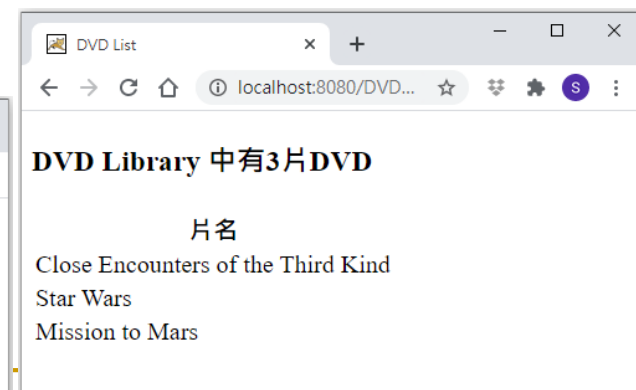 DVD List
localhost:8080/DVD...
S
DVD Library 中有3片DVD
片名
Close Encounters of the Third Kind
Star Wars
Mission to Mars